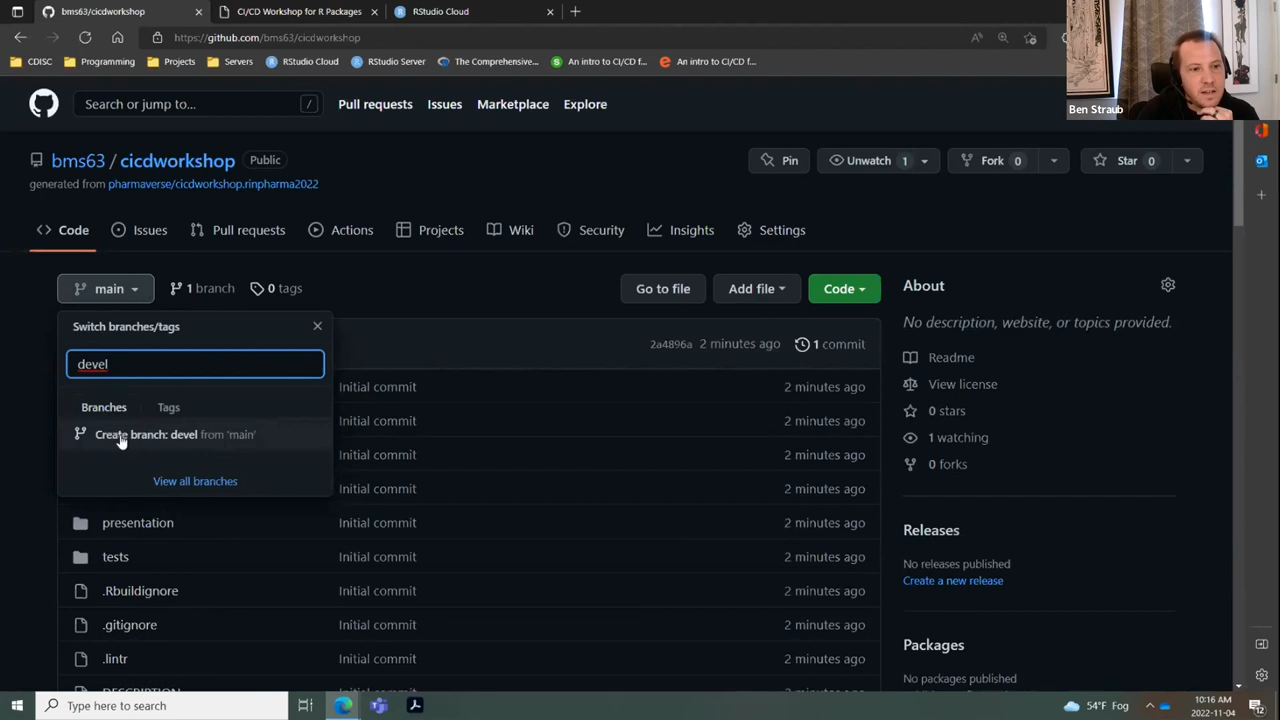 bms63/cicdworkshop
CI/CD Workshop for R Packages
RStudio Cloud
https://github.com/bms63/cicdworkshop
CDISC
Programming
Projects
Servers
RStudio Cloud
RStudio Server
The Comprehensive...
An intro to CI/CD f...
An intro to CI/CD f...
Ben Straub
Search or jump to...
/
Pull requests
Issues
Marketplace
Explore
bms63 / cicdworkshop
Public
generated from pharmaverse/cicdworkshop.rinpharma2022
Pin
Unwatch 1
Fork 0
Star 0
Code
Issues
Pull requests
Actions
Projects
Wiki
Security
Insights
Settings
main
1 branch
0 tags
Go to file
Add file
Code
Switch branches/tags
devel
Branches
Tags
Create branch: devel from 'main'
View all branches
2a4896a 2 minutes ago
1 commit
Initial commit 2 minutes ago
Initial commit 2 minutes ago
Initial commit 2 minutes ago
Initial commit 2 minutes ago
presentation Initial commit 2 minutes ago
tests Initial commit 2 minutes ago
.Rbuildignore Initial commit 2 minutes ago
.gitignore Initial commit 2 minutes ago
.lintr Initial commit 2 minutes ago
DESCRIPTION
About
No description, website, or topics provided.
Readme
View license
0 stars
1 watching
0 forks
Releases
No releases published
Create a new release
Packages
No packages published
Type here to search
54°F Fog
10:16 AM
2022-11-04
12